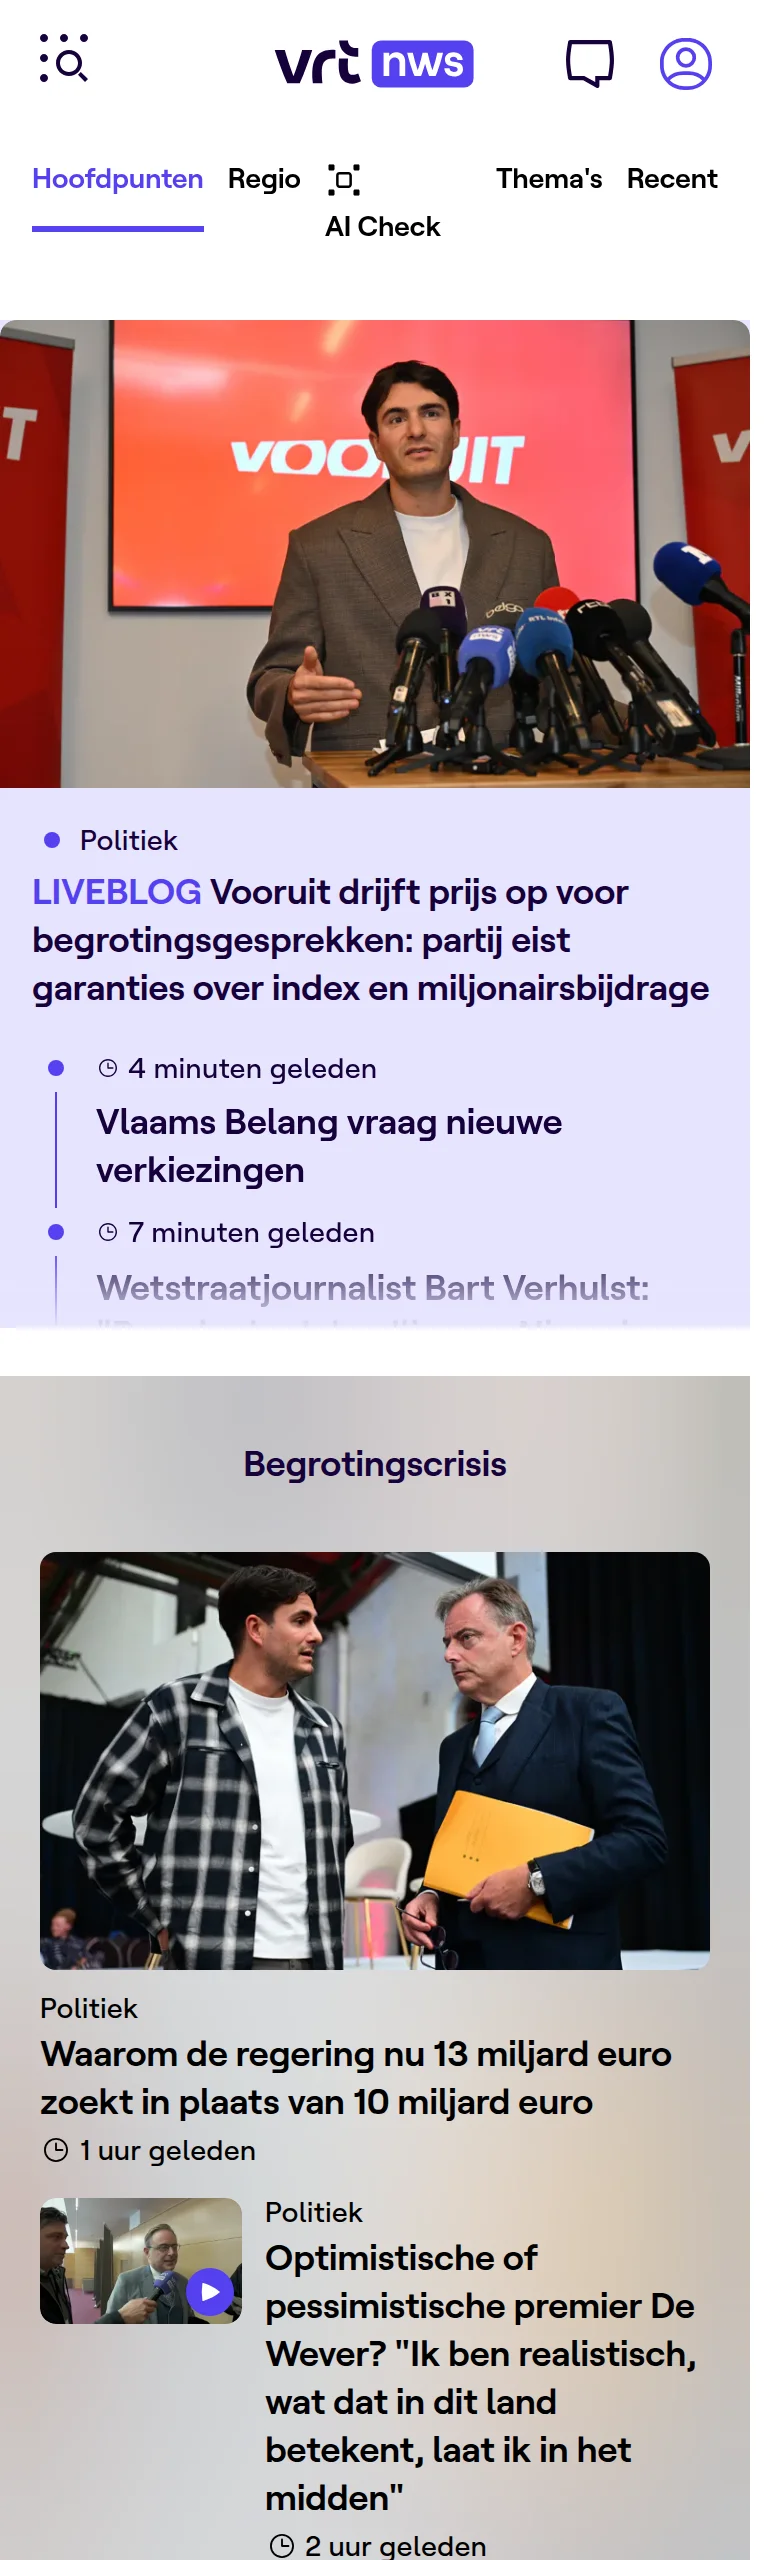 vrt nws
Hoofdpunten Regio AI Check Thema's Recent
VOORUIT
Politiek
LIVEBLOG Vooruit drijft prijs op voor
begrotingsgesprekken: partij eist
garanties over index en miljonairsbijdrage
4 minuten geleden
Vlaams Belang vraag nieuwe
verkiezingen
7 minuten geleden
Wetstraatjournalist Bart Verhulst:
Begrotingscrisis
Politiek
Waarom de regering nu 13 miljard euro
zoekt in plaats van 10 miljard euro
1 uur geleden
Politiek
Optimistische of
pessimistische premier De
Wever? "Ik ben realistisch,
wat dat in dit land
betekent, laat ik in het
midden"
2 uur geleden